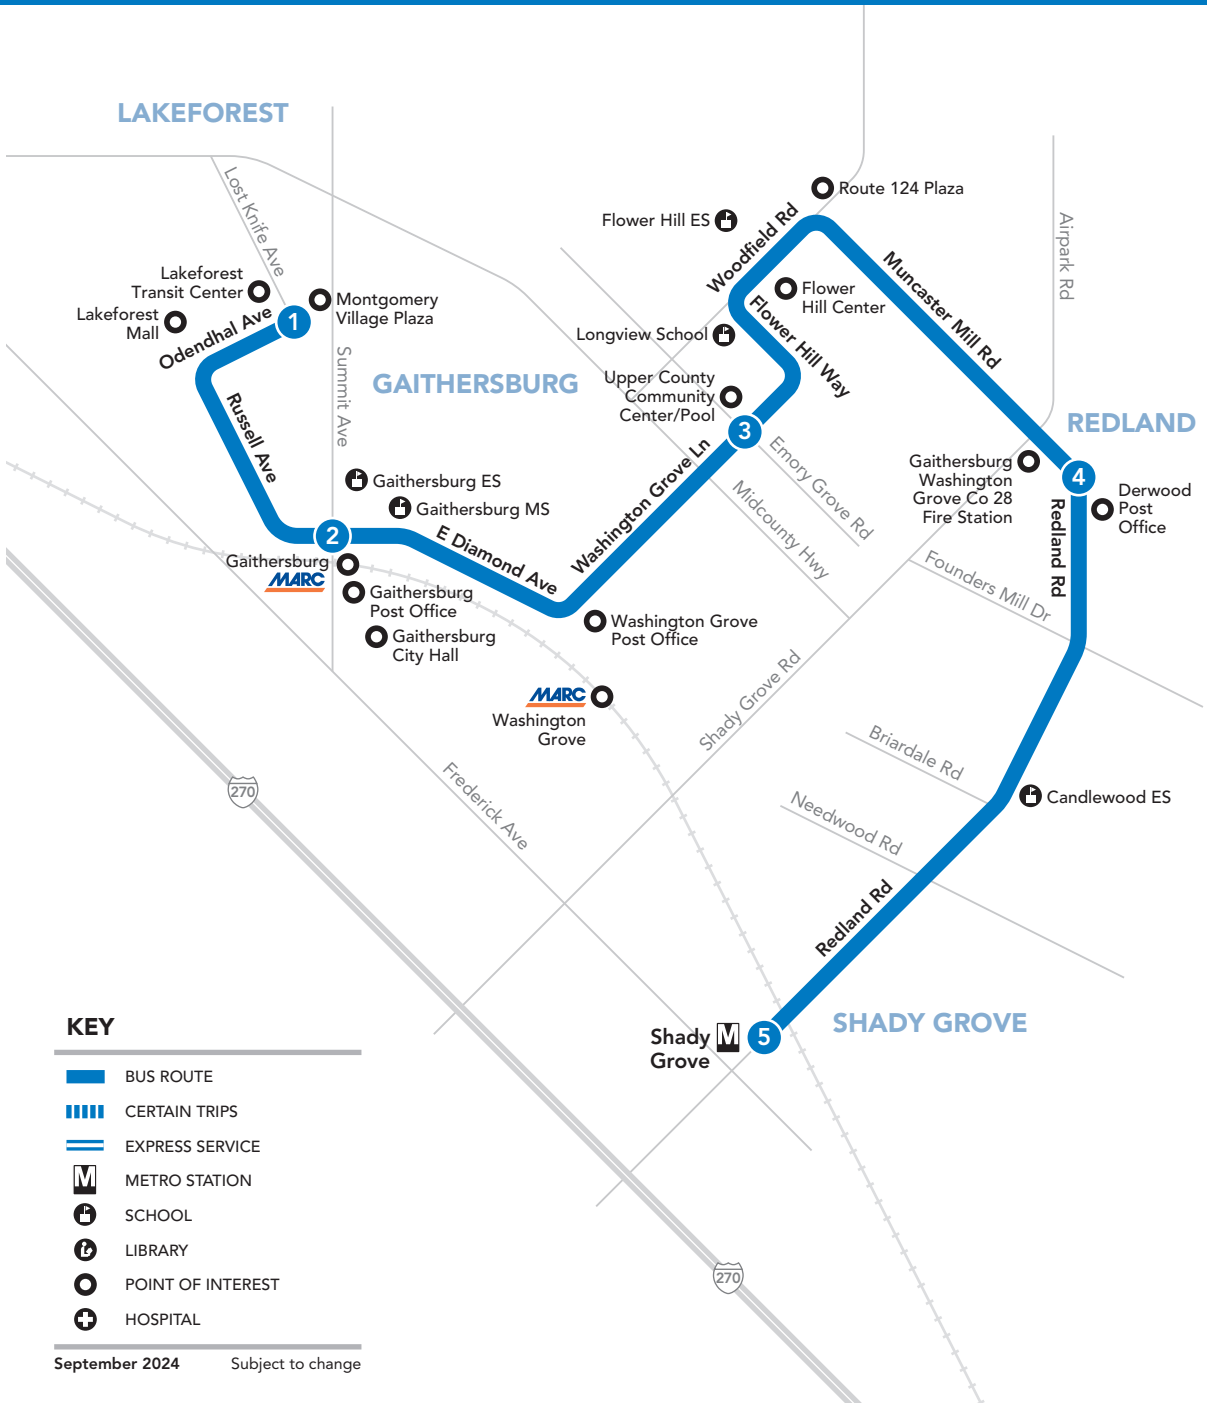 LAKEFOREST
Lost Knife Ave
Lakeforest
Transit Center
Lakeforest
Mall
Odendhal Ave
1
Montgomery
Village Plaza
Summit Ave
GAITHERSBURG
Russell Ave
Gaithersburg ES
Gaithersburg MS
2
Gaithersburg
MARC
Gaithersburg
Post Office
Gaithersburg
City Hall
E Diamond Ave
Washington Grove Ln
Washington Grove
Post Office
MARC
Washington
Grove
Flower Hill ES
Woodfield Rd
Route 124 Plaza
Flower
Hill Center
Longview School
Flower Hill Way
Upper County
Community
Center/Pool
3
Emory Grove Rd
Midcounty Hwy
Muncaster Mill Rd
Airpark Rd
REDLAND
Gaithersburg
Washington
Grove Co 28
Fire Station
4
Derwood
Post
Office
Redland Rd
Founders Mill Dr
Shady Grove Rd
Briardale Rd
Needwood Rd
Candlewood ES
Frederick Ave
270
Redland Rd
Shady
Grove
M
5
SHADY GROVE
270
KEY
BUS ROUTE
CERTAIN TRIPS
EXPRESS SERVICE
M
METRO STATION
SCHOOL
LIBRARY
POINT OF INTEREST
HOSPITAL
September 2024 Subject to change